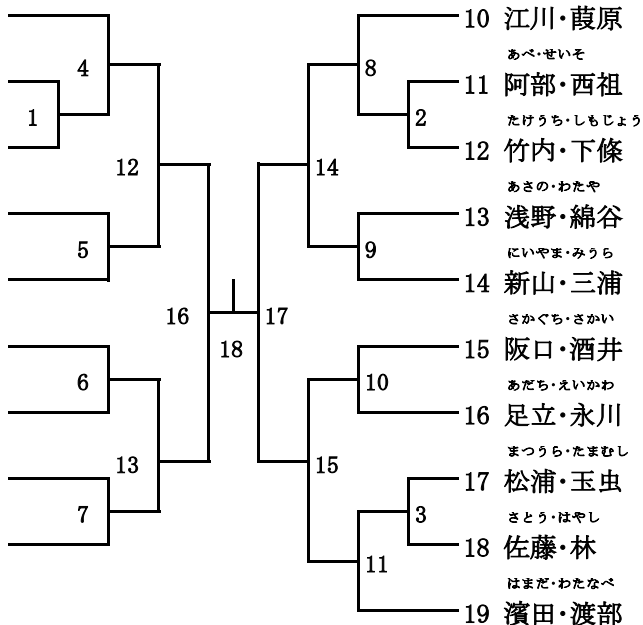 10 江川・葭原
4
8
あべ・せいそ
11 阿部・西祖
1
2
たけうち・しもじょう
12 竹内・下條
12
14
あさの・わたや
13 浅野・綿谷
5
9
にいやま・みうら
14 新山・三浦
16
17
さかぐち・さかい
18
15 阪口・酒井
6
10
あだち・えいかわ
16 足立・永川
まつうら・たまむし
13
15
17 松浦・玉虫
7
3
さとう・はやし
18 佐藤・林
11
はまだ・わたなべ
19 濱田・渡部